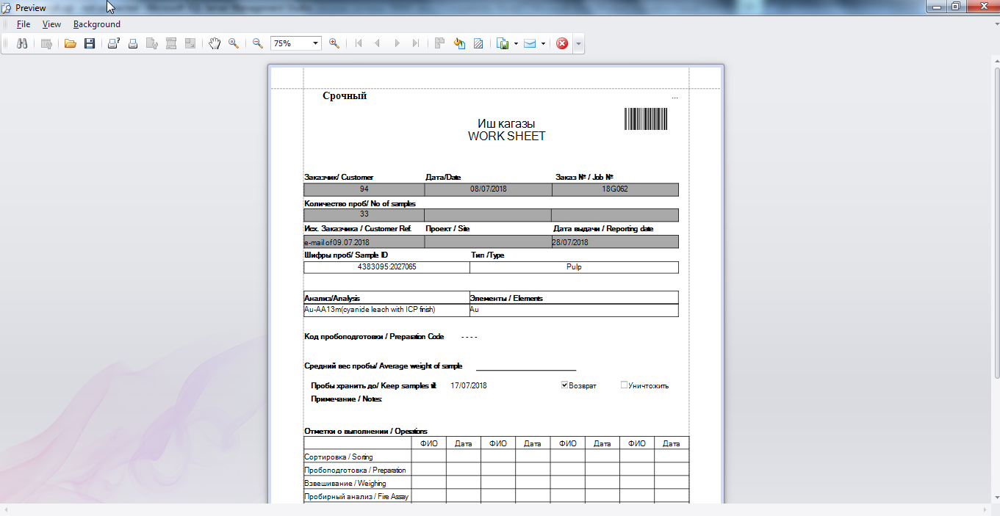 Preview
File View Background
75%
Срочный ...
Иш кагазы
WORK SHEET
Заказчик/ Customer Дата/Date Заказ № / Job №
94 08/07/2018 18G062
Количество проб/ No of samples
33
Исх. Заказчика / Customer Ref. Проект / Site Дата выдачи / Reporting date
e-mail of 09.07.2018 28/07/2018
Шифры проб/ Sample ID Тип /Type
4383095:2027065 Pulp
Анализ/Analysis Элементы / Elements
Au-AA13m(cyanide leach with ICP finish) Au
Код пробоподготовки / Preparation Code - - - -
Средний вес пробы/ Average weight of sample
Пробы хранить до/ Keep samples till: 17/07/2018 Возврат Уничтожить
Примечание / Notes:
Отметки о выполнении / Operations
ФИО Дата ФИО Дата ФИО Дата ФИО Дата
Сортировка / Sorting
Пробоподготовка / Preparation
Взвешивание / Weighing
Пробирный анализ / Fire Assay